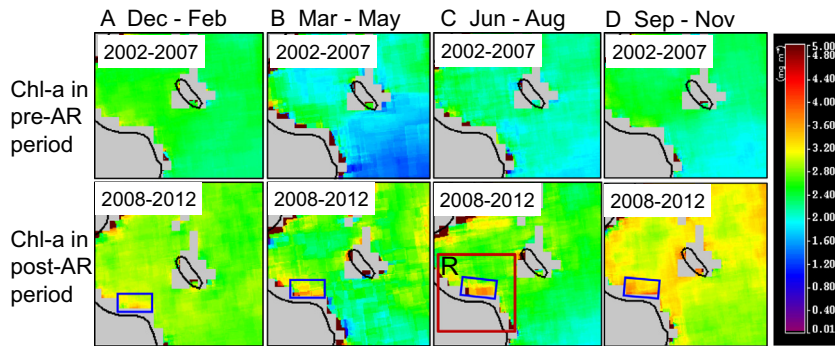 A Dec - Feb B Mar - May C Jun - Aug D Sep - Nov
2002-2007 2002-2007 2002-2007 2002-2007
Chl-a in
pre-AR
period
2008-2012 2008-2012 2008-2012 2008-2012
Chl-a in
post-AR
period
R
(mg m⁻³)
5.00
4.80
4.40
4.00
3.60
3.20
2.80
2.40
2.00
1.60
1.20
0.80
0.40
0.01